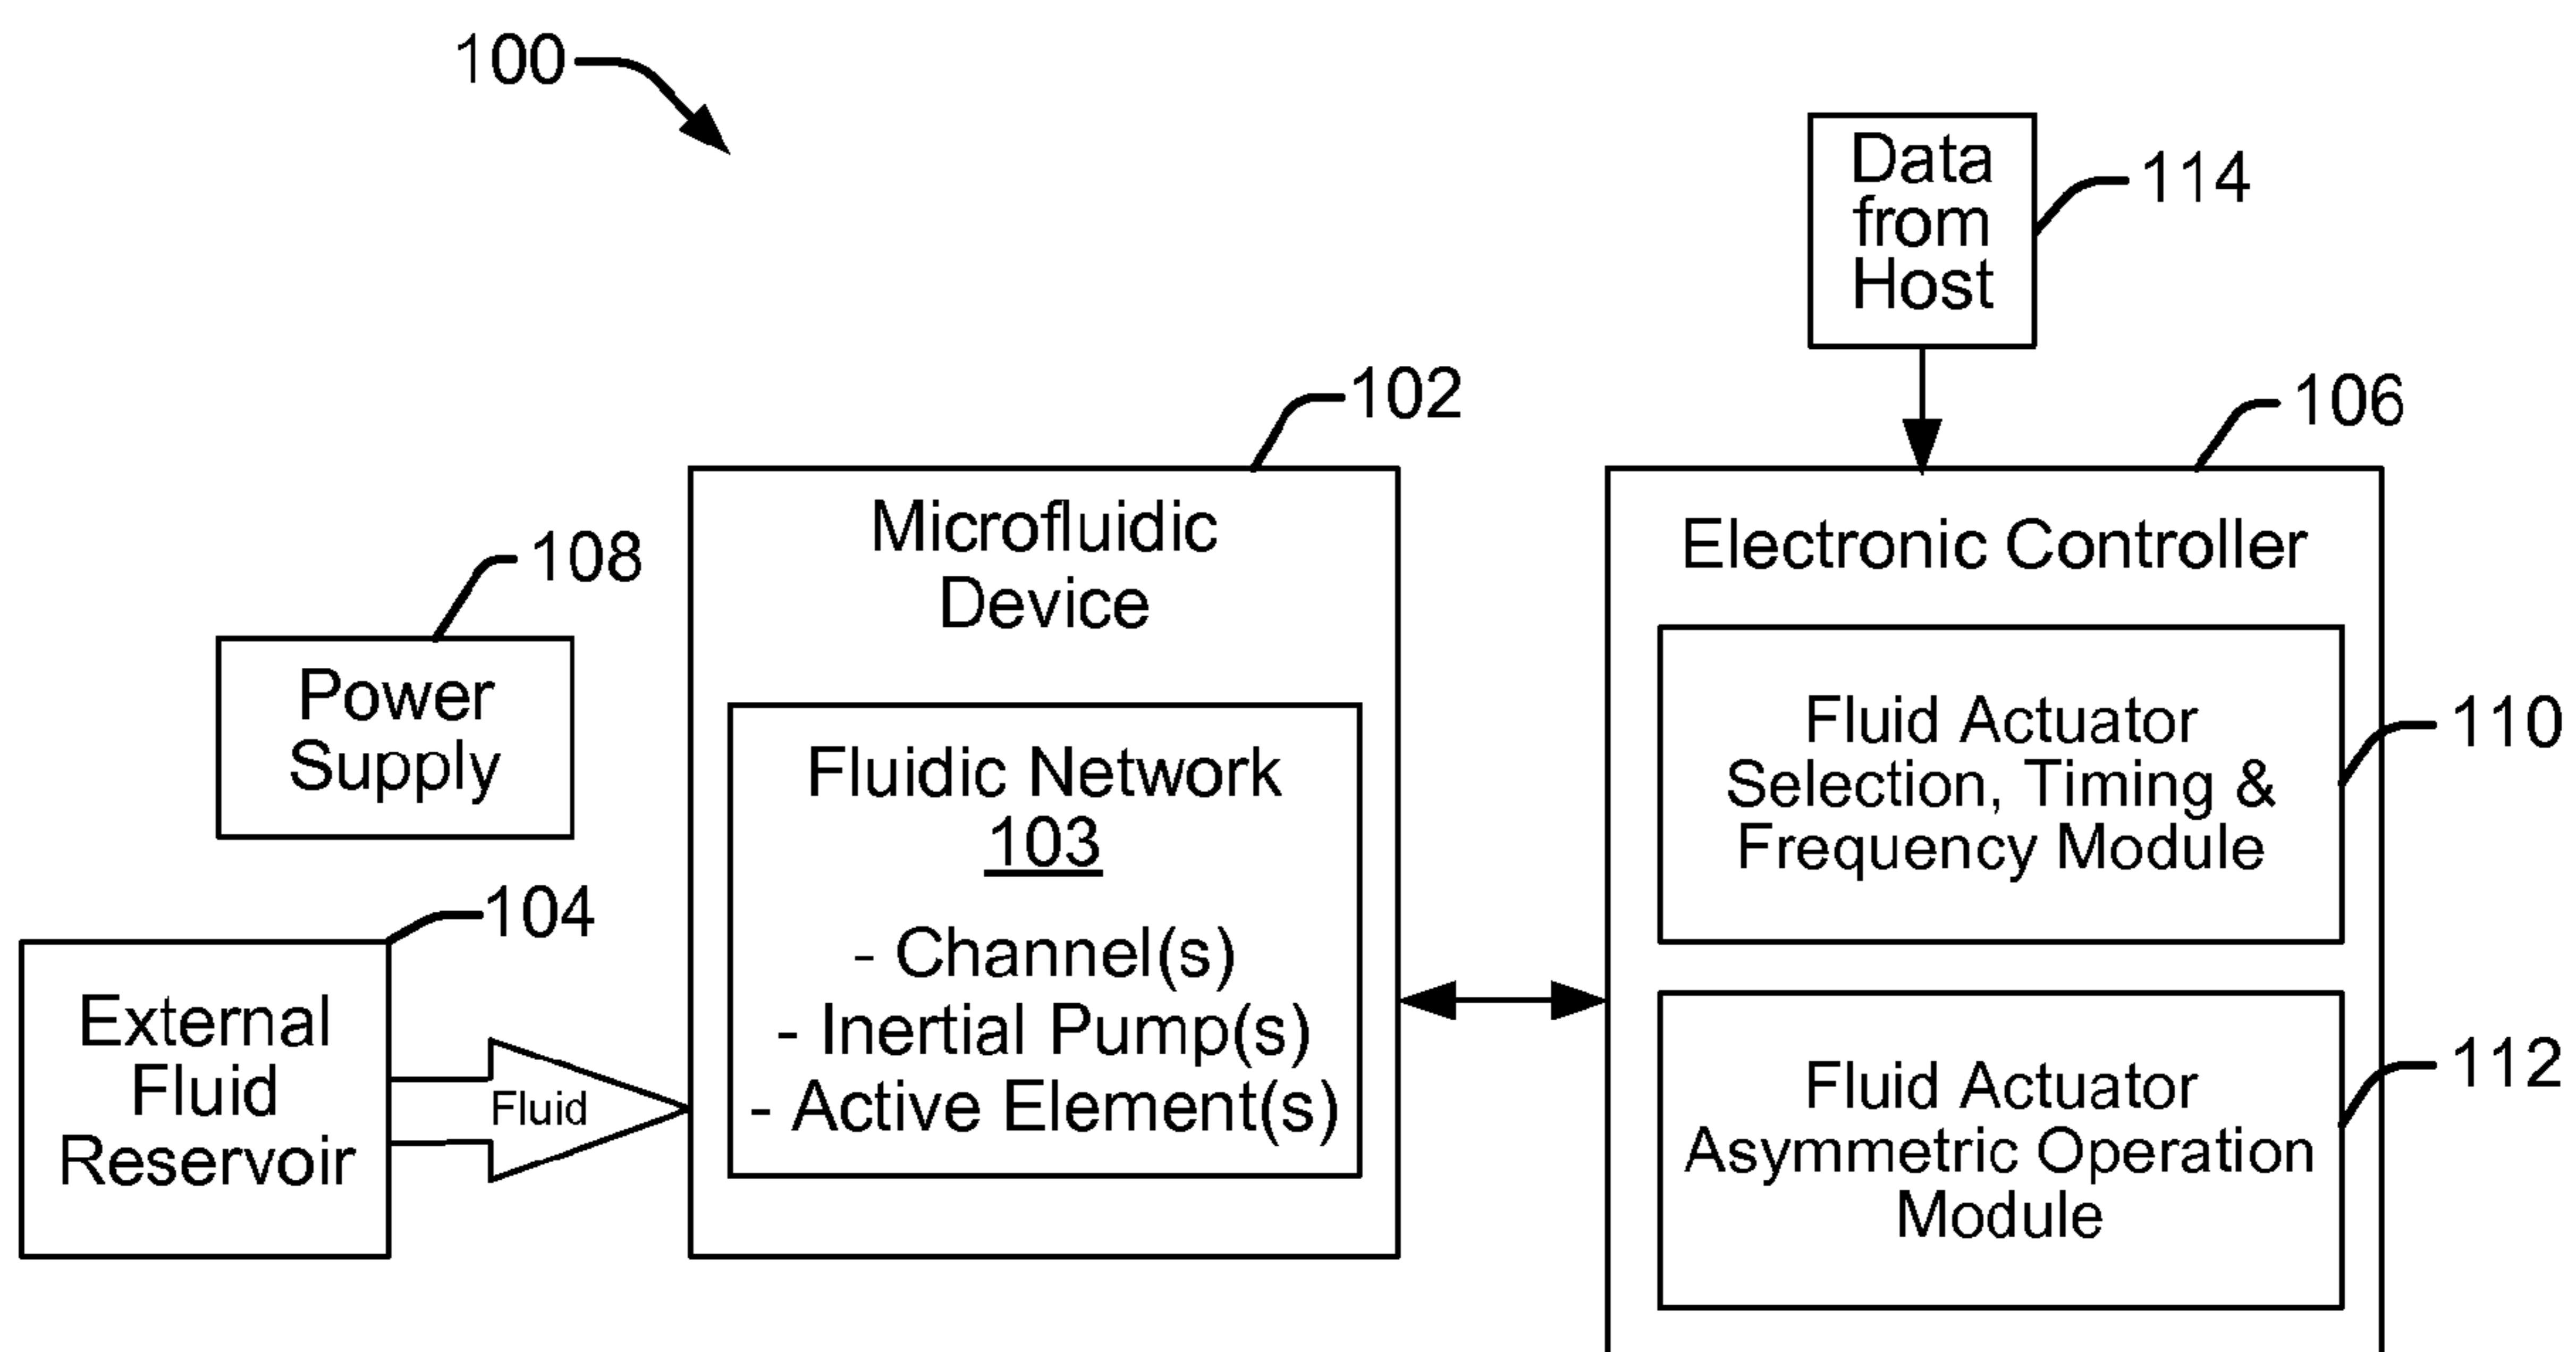 100
Data
from
Host
114
102
106
Microfluidic
Device
Electronic Controller
108
Power
Supply
Fluidic Network
103
- Channel(s)
- Inertial Pump(s)
- Active Element(s)
Fluid Actuator
Selection, Timing &
Frequency Module
110
104
External
Fluid
Reservoir
Fluid
Fluid Actuator
Asymmetric Operation
Module
112